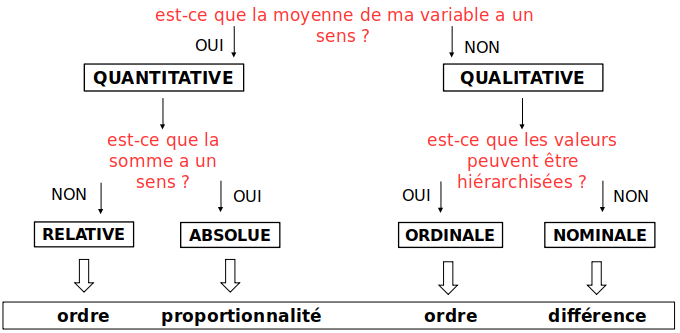 est-ce que la moyenne de ma variable a un
sens ?
OUI
NON
QUANTITATIVE
QUALITATIVE
est-ce que la
somme a un
sens ?
est-ce que les valeurs
peuvent être
hiérarchisées ?
NON
OUI
OUI
NON
RELATIVE
ABSOLUE
ORDINALE
NOMINALE
ordre
proportionnalité
ordre
différence